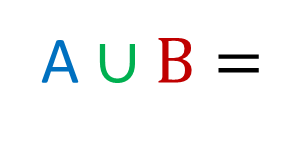 A ∪ B =